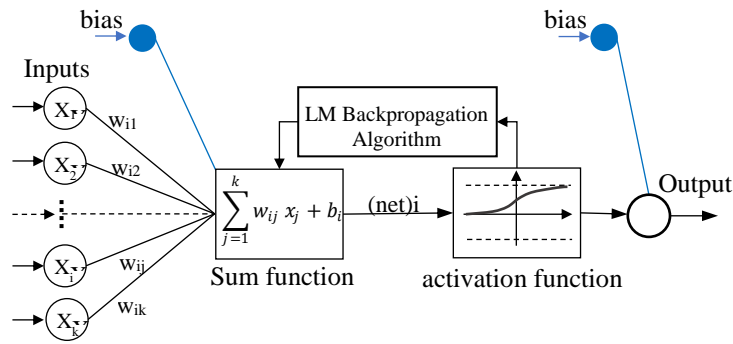 bias
bias
Inputs
X1
wi1
LM Backpropagation
Algorithm
X2
wi2
k
∑ wij xj + bi
j=1
(net)i
Output
Xi
wij
Sum function
activation function
Xk
wik